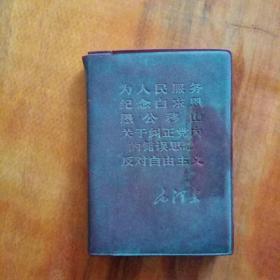 为人民服务
纪念白求恩
愚公移山
关于纠正党内
的错误思想
反对自由主义
毛泽东